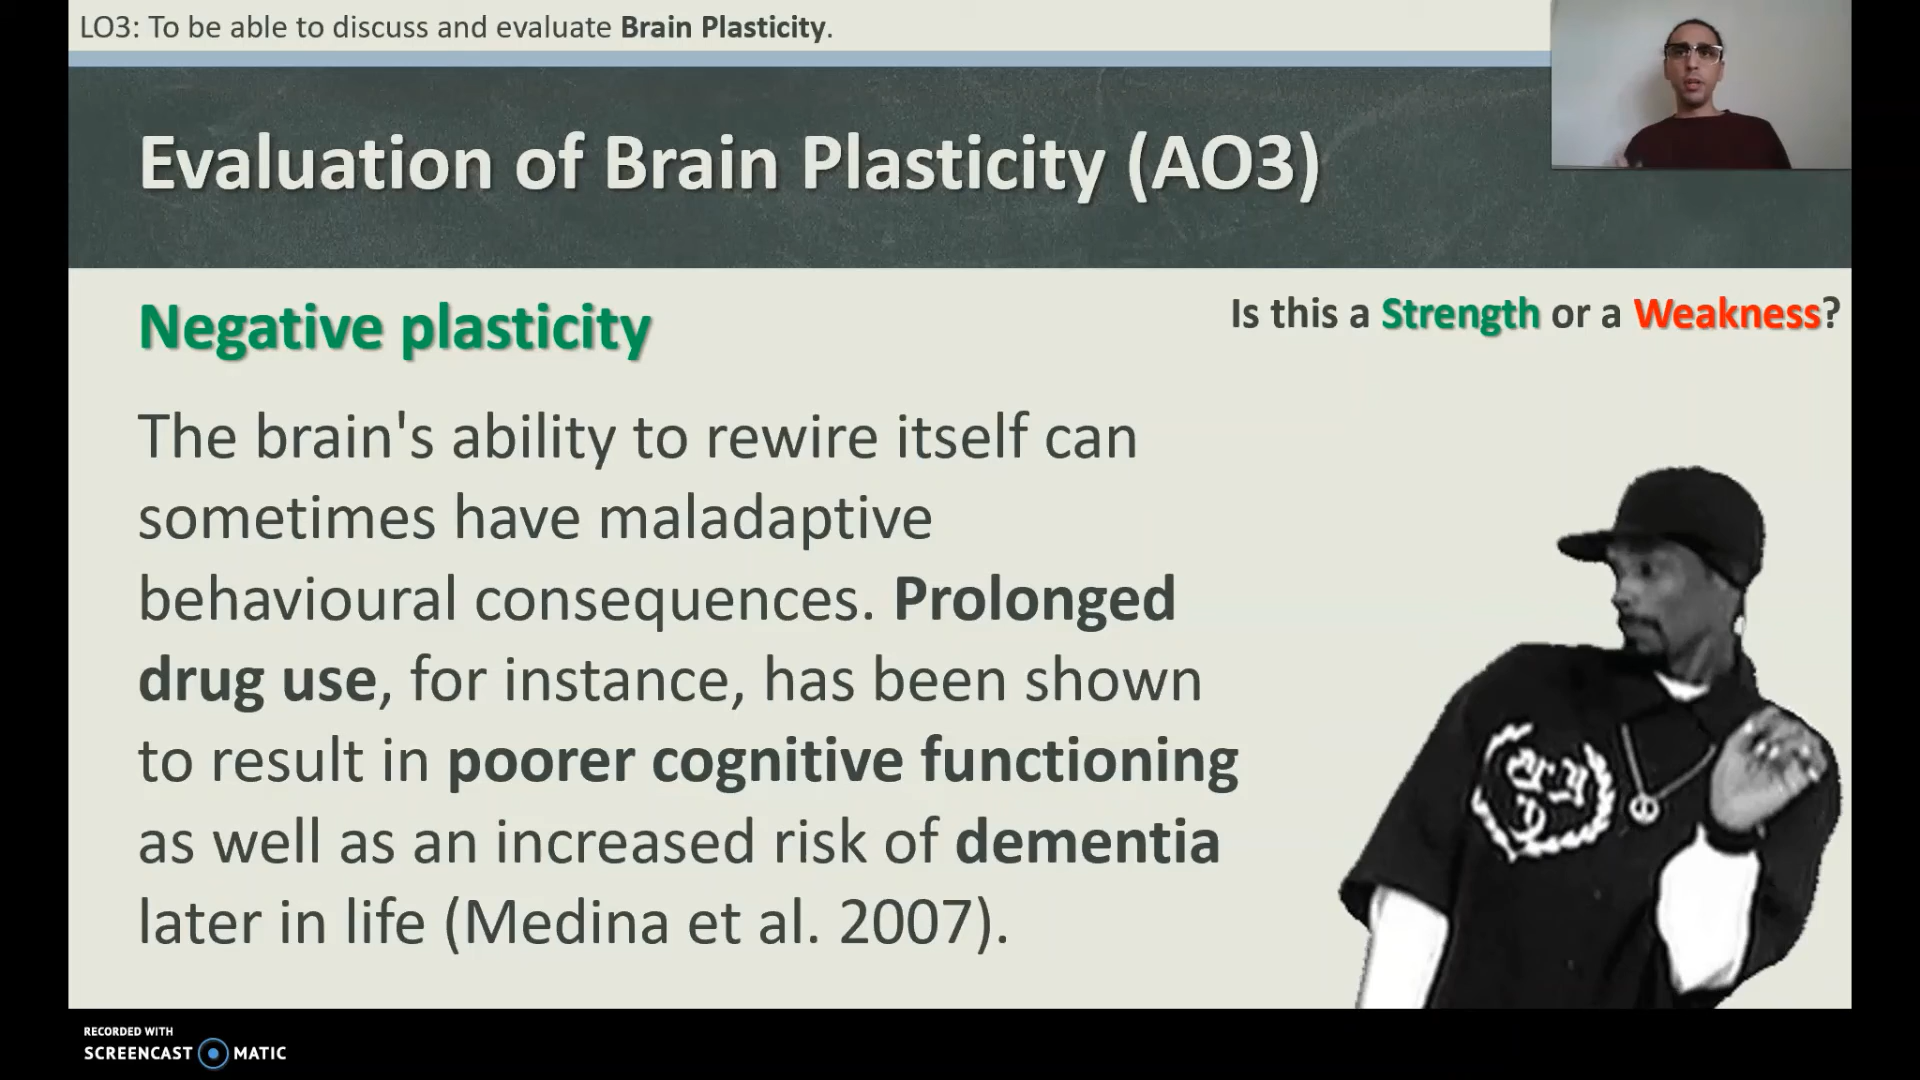 LO3: To be able to discuss and evaluate Brain Plasticity.
Evaluation of Brain Plasticity (AO3)
Negative plasticity
Is this a Strength or a Weakness?
The brain's ability to rewire itself can
sometimes have maladaptive
behavioural consequences. Prolonged
drug use, for instance, has been shown
to result in poorer cognitive functioning
as well as an increased risk of dementia
later in life (Medina et al. 2007).
RECORDED WITH
SCREENCAST MATIC